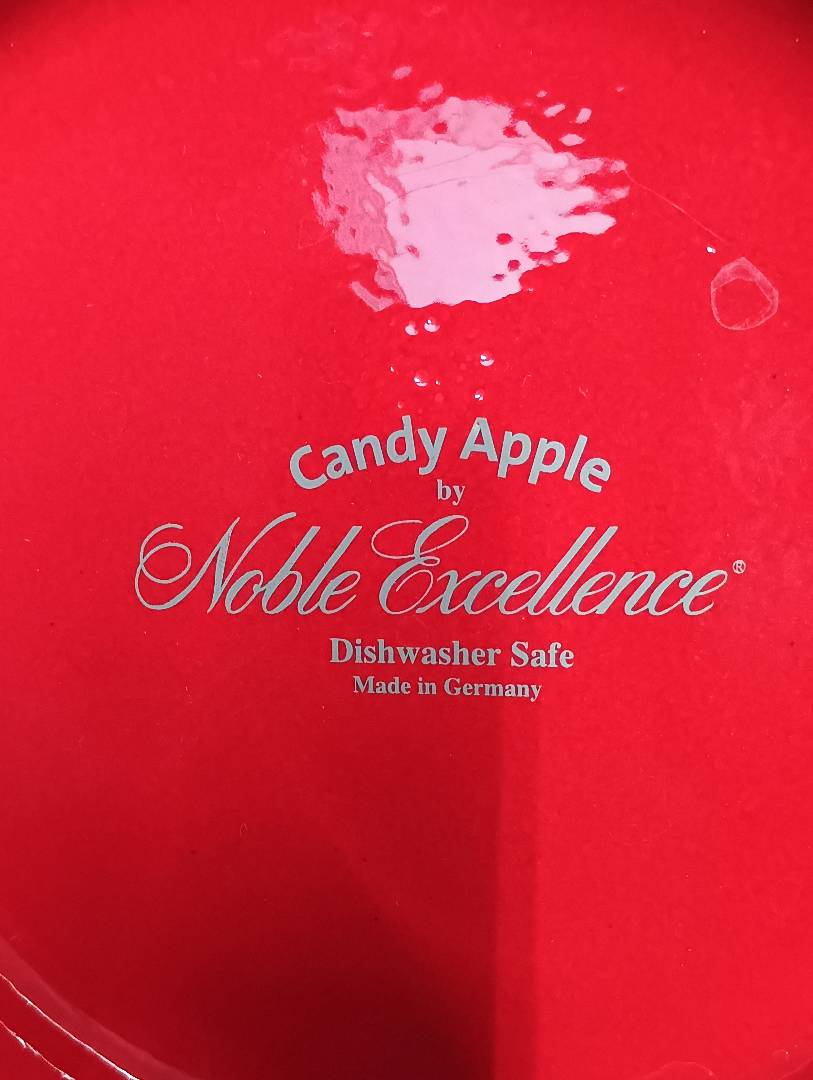 Candy Apple
by
Noble Excellence®
Dishwasher Safe
Made in Germany